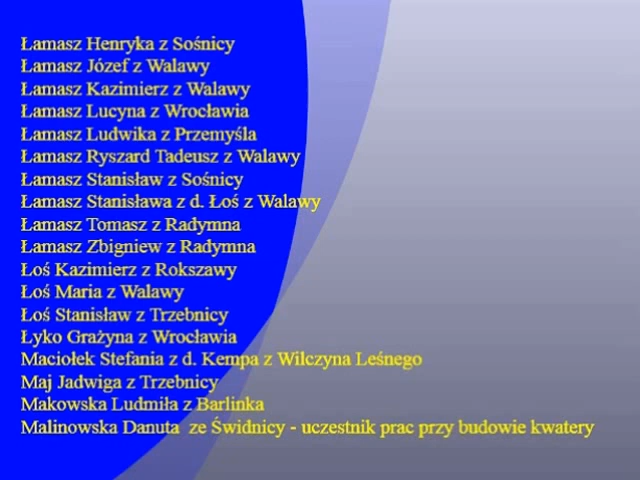 Łamasz Henryka z Sośnicy
Łamasz Józef z Walawy
Łamasz Kazimierz z Walawy
Łamasz Lucyna z Wrocławia
Łamasz Ludwika z Przemyśla
Łamasz Ryszard Tadeusz z Walawy
Łamasz Stanisław z Sośnicy
Łamasz Stanisława z d. Łoś z Walawy
Łamasz Tomasz z Radymna
Łamasz Zbigniew z Radymna
Łoś Kazimierz z Rokszawy
Łoś Maria z Walawy
Łoś Stanisław z Trzebnicy
Łyko Grażyna z Wrocławia
Maciołek Stefania z d. Kempa z Wilczyna Leśnego
Maj Jadwiga z Trzebnicy
Makowska Ludmiła z Barlinka
Malinowska Danuta  ze Świdnicy - uczestnik prac przy budowie kwatery